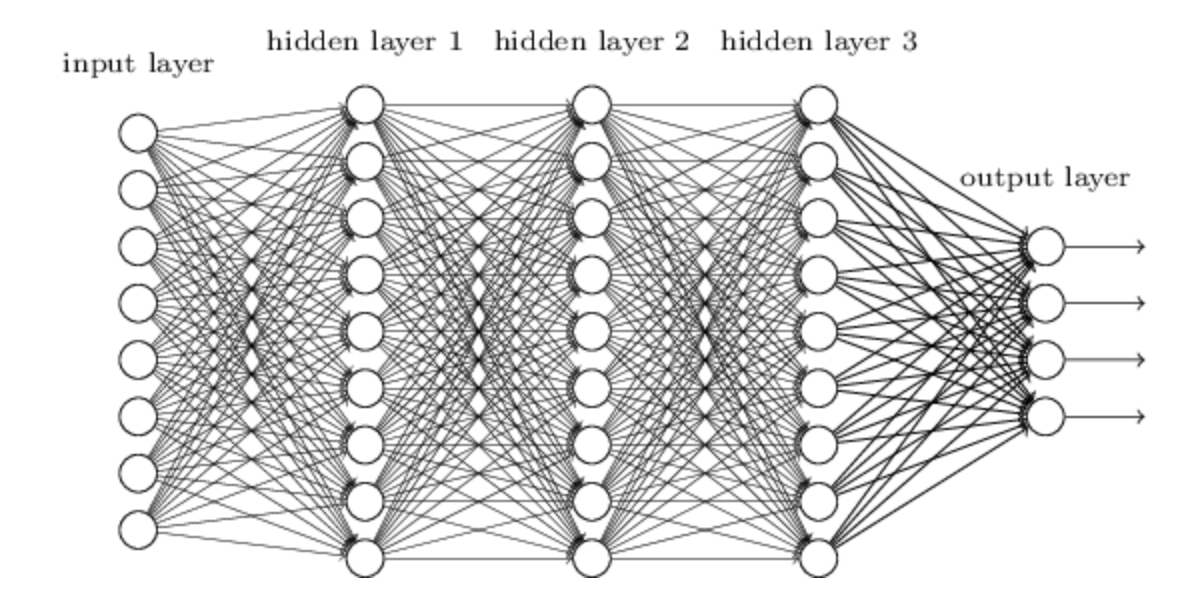 input layer
hidden layer 1
hidden layer 2
hidden layer 3
output layer